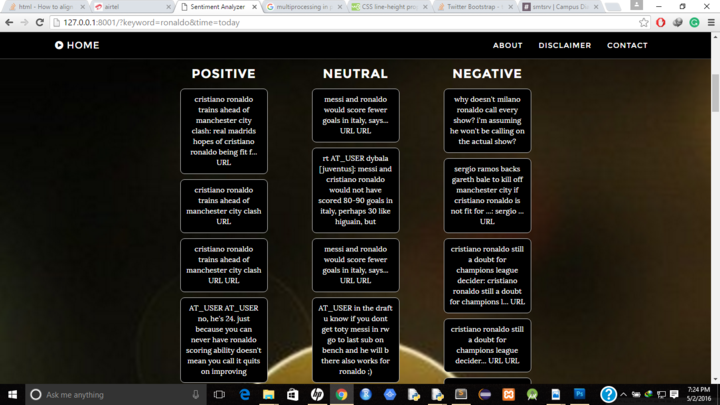 html - How to align
airtel
Sentiment Analyzer
multiprocessing in
CSS line-height pro
Twitter Bootstrap -
smtsrv | Campus Di
127.0.0.1:8001/?keyword=ronaldo&time=today
HOME
ABOUT
DISCLAIMER
CONTACT
POSITIVE
cristiano ronaldo
trains ahead of
manchester city
clash: real madrids
hopes of cristiano
ronaldo being fit f...
URL
cristiano ronaldo
trains ahead of
manchester city clash
URL
cristiano ronaldo
trains ahead of
manchester city clash
URL URL
AT_USER AT_USER
no, he's 24. just
because you can
never have ronaldo
scoring ability doesn't
mean you call it quits
on improving
NEUTRAL
messi and ronaldo
would score fewer
goals in italy, says...
URL URL
rt AT_USER dybala
[juventus]: messi and
cristiano ronaldo
would not have
scored 80-90 goals in
italy, perhaps 30 like
higuain, but
messi and ronaldo
would score fewer
goals in italy, says...
URL URL
AT_USER in the draft
u know if you dont
get toty messi in rw
go to last sub on
bench and he will b
there also works for
ronaldo ;)
NEGATIVE
why doesn't milano
ronaldo call every
show? i'm assuming
he won't be calling on
the actual show?
sergio ramos backs
gareth bale to kill off
manchester city if
cristiano ronaldo is
not fit for ...: sergio ...
URL
cristiano ronaldo still
a doubt for
champions league
decider: cristiano
ronaldo still a doubt
for champions l... URL
cristiano ronaldo still
a doubt for
champions league
decider... URL URL
Ask me anything
7:24 PM
5/2/2016